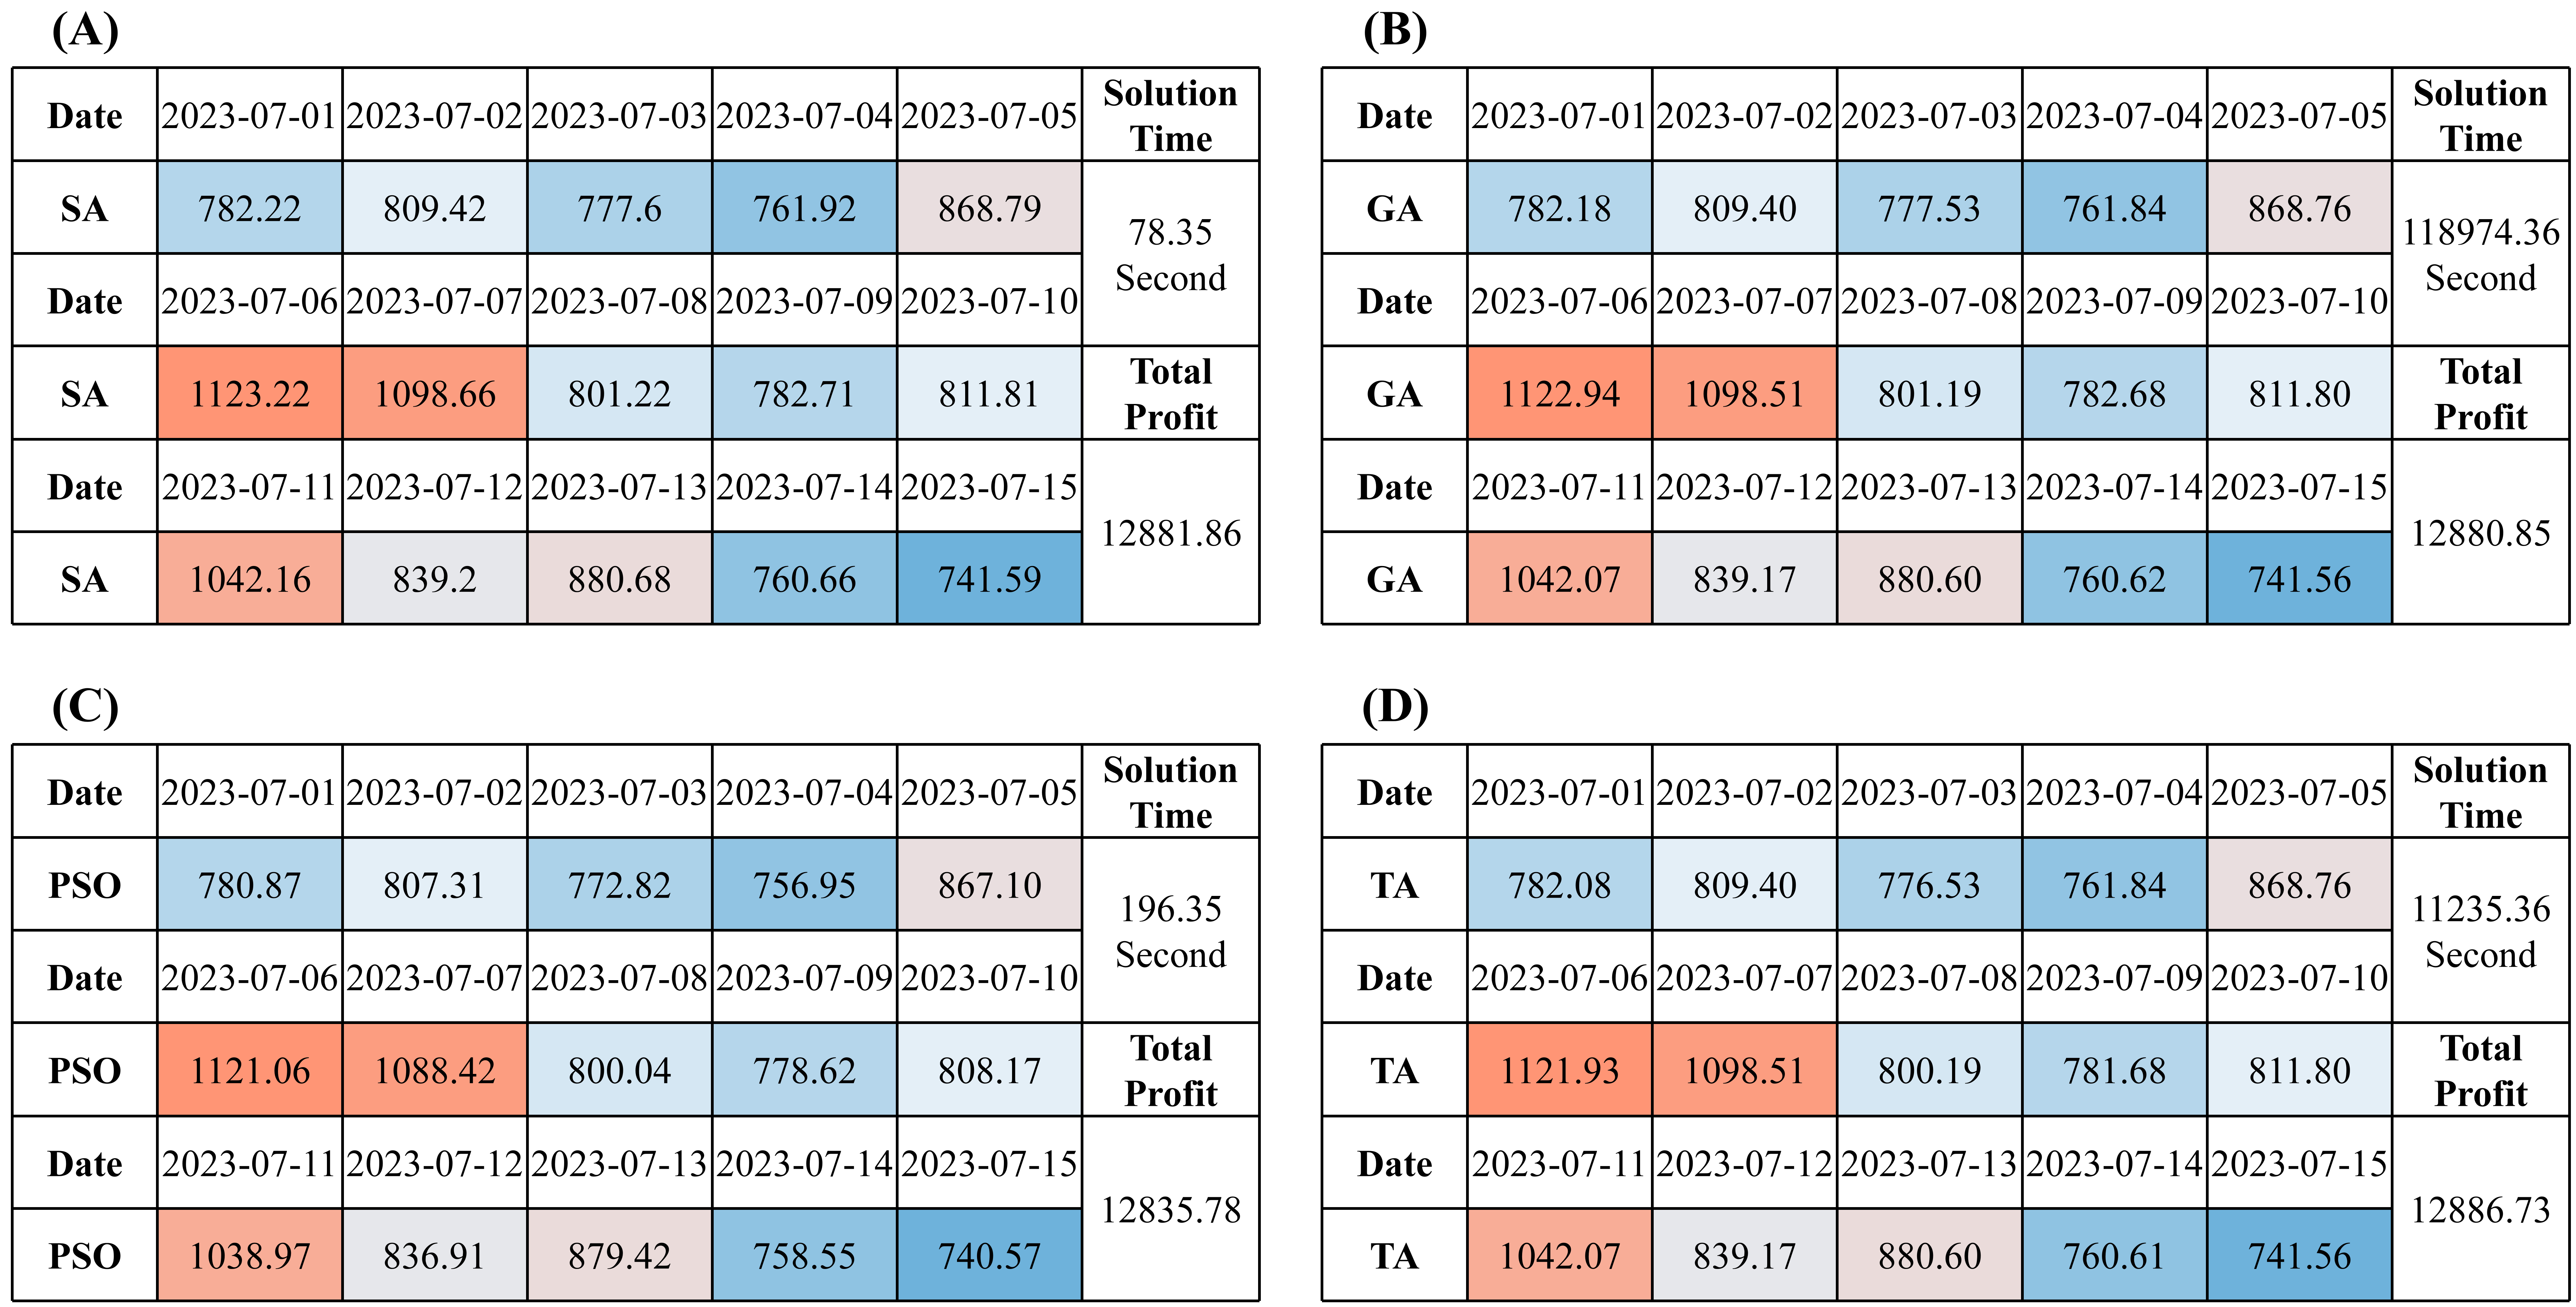 (A)
Date 2023-07-01 2023-07-02 2023-07-03 2023-07-04 2023-07-05 Solution Time
SA 782.22 809.42 777.6 761.92 868.79 78.35 Second
Date 2023-07-06 2023-07-07 2023-07-08 2023-07-09 2023-07-10
SA 1123.22 1098.66 801.22 782.71 811.81 Total Profit
Date 2023-07-11 2023-07-12 2023-07-13 2023-07-14 2023-07-15 12881.86
SA 1042.16 839.2 880.68 760.66 741.59
(B)
Date 2023-07-01 2023-07-02 2023-07-03 2023-07-04 2023-07-05 Solution Time
GA 782.18 809.40 777.53 761.84 868.76 118974.36 Second
Date 2023-07-06 2023-07-07 2023-07-08 2023-07-09 2023-07-10
GA 1122.94 1098.51 801.19 782.68 811.80 Total Profit
Date 2023-07-11 2023-07-12 2023-07-13 2023-07-14 2023-07-15 12880.85
GA 1042.07 839.17 880.60 760.62 741.56
(C)
Date 2023-07-01 2023-07-02 2023-07-03 2023-07-04 2023-07-05 Solution Time
PSO 780.87 807.31 772.82 756.95 867.10 196.35 Second
Date 2023-07-06 2023-07-07 2023-07-08 2023-07-09 2023-07-10
PSO 1121.06 1088.42 800.04 778.62 808.17 Total Profit
Date 2023-07-11 2023-07-12 2023-07-13 2023-07-14 2023-07-15 12835.78
PSO 1038.97 836.91 879.42 758.55 740.57
(D)
Date 2023-07-01 2023-07-02 2023-07-03 2023-07-04 2023-07-05 Solution Time
TA 782.08 809.40 776.53 761.84 868.76 11235.36 Second
Date 2023-07-06 2023-07-07 2023-07-08 2023-07-09 2023-07-10
TA 1121.93 1098.51 800.19 781.68 811.80 Total Profit
Date 2023-07-11 2023-07-12 2023-07-13 2023-07-14 2023-07-15 12886.73
TA 1042.07 839.17 880.60 760.61 741.56